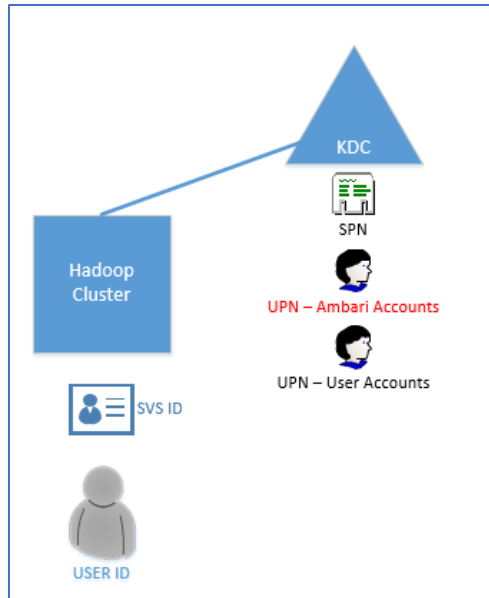 KDC
SPN
Hadoop
Cluster
UPN – Ambari Accounts
UPN – User Accounts
SVS ID
USER ID